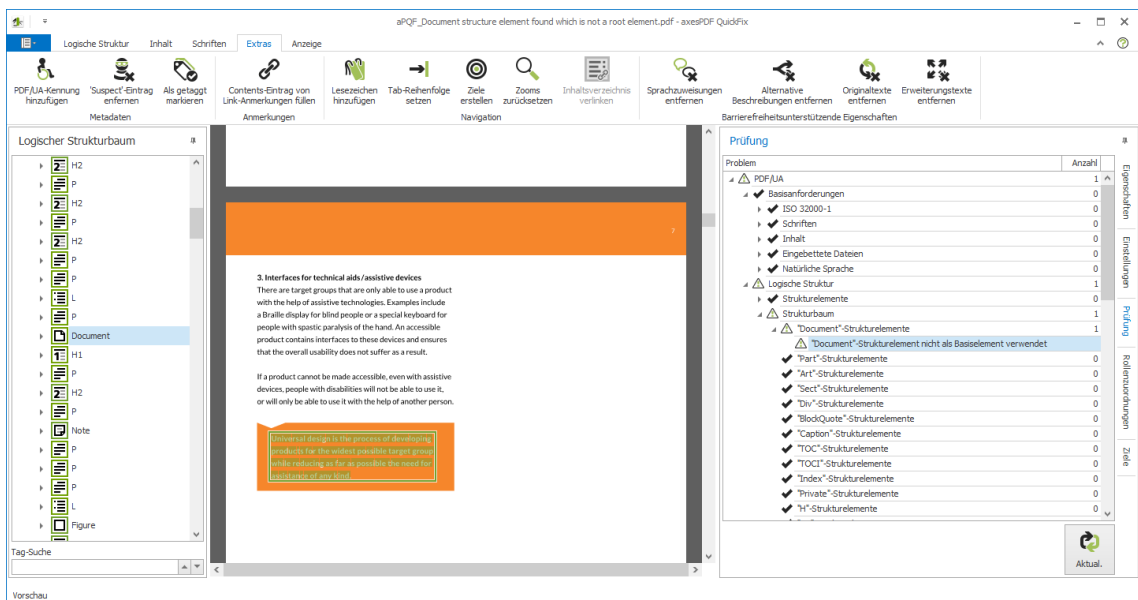 aPQF_Document structure element found which is not a root element.pdf - axesPDF QuickFix
Logische Struktur Inhalt Schriften Extras Anzeige
PDF/UA-Kennung hinzufügen
'Suspect'-Eintrag entfernen
Als getaggt markieren
Metadaten
Contents-Eintrag von Link-Anmerkungen füllen
Anmerkungen
Lesezeichen hinzufügen
Tab-Reihenfolge setzen
Ziele erstellen
Zooms zurücksetzen
Inhaltsverzeichnis verlinken
Navigation
Sprachzuweisungen entfernen
Alternative Beschreibungen entfernen
Originaltexte entfernen
Erweiterungstexte entfernen
Barrierefreiheitsunterstützende Eigenschaften
Logischer Strukturbaum
H2
P
H2
P
H2
P
P
L
P
Document
H1
P
H2
P
Note
P
P
P
L
Figure
Tag-Suche
Vorschau
7
3. Interfaces for technical aids/assistive devices
There are target groups that are only able to use a product
with the help of assistive technologies. Examples include
a Braille display for blind people or a special keyboard for
people with spastic paralysis of the hand. An accessible
product contains interfaces to these devices and ensures
that the overall usability does not suffer as a result.
If a product cannot be made accessible, even with assistive
devices, people with disabilities will not be able to use it,
or will only be able to use it with the help of another person.
Universal design is the process of developing
products for the widest possible target group
while reducing as far as possible the need for
assistance of any kind.
Prüfung
Problem Anzahl
PDF/UA 1
Basisanforderungen 0
ISO 32000-1 0
Schriften 0
Inhalt 0
Eingebettete Dateien 0
Natürliche Sprache 0
Logische Struktur 1
Strukturelemente 0
Strukturbaum 1
"Document"-Strukturelemente 1
"Document"-Strukturelement nicht als Basiselement verwendet
"Part"-Strukturelemente 0
"Art"-Strukturelemente 0
"Sect"-Strukturelemente 0
"Div"-Strukturelemente 0
"BlockQuote"-Strukturelemente 0
"Caption"-Strukturelemente 0
"TOC"-Strukturelemente 0
"TOCI"-Strukturelemente 0
"Index"-Strukturelemente 0
"Private"-Strukturelemente 0
"H"-Strukturelemente 0
Aktual.
Eigenschaften
Einstellungen
Prüfung
Rollenzuordnungen
Ziele